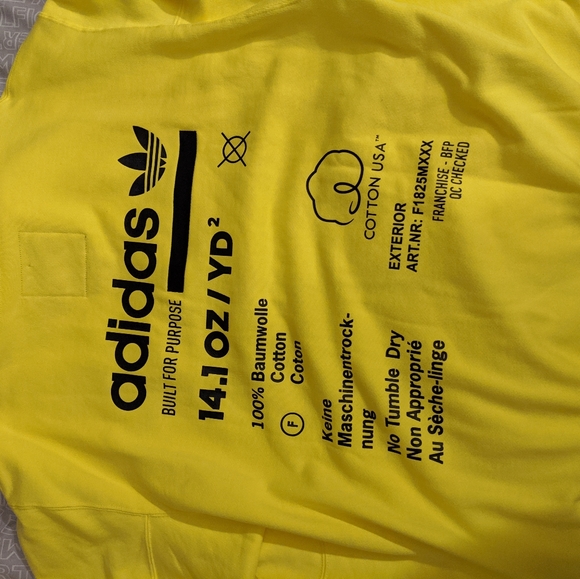 adidas
BUILT FOR PURPOSE
14.1 OZ / YD²
100% Baumwolle
Cotton
F Coton
Keine
Maschinentrock-
nung
No Tumble Dry
Non Approprié
Au Sèche-linge
COTTON USA™
EXTERIOR
ART.NR: F1825MXXX
FRANCHISE - BFP
QC CHECKED